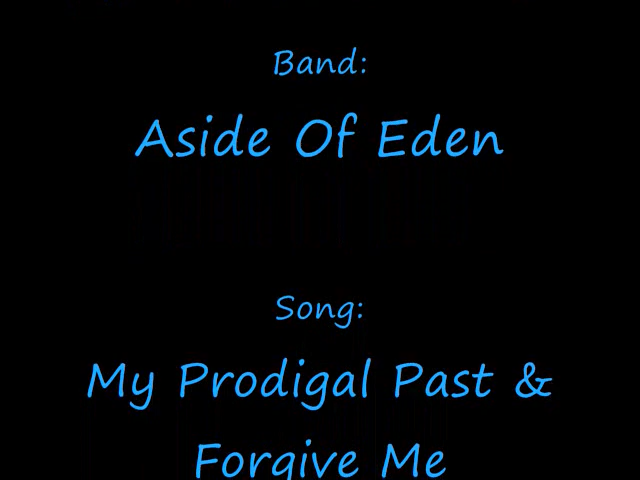 Band:
Aside Of Eden
Song:
My Prodigal Past &
Forgive Me